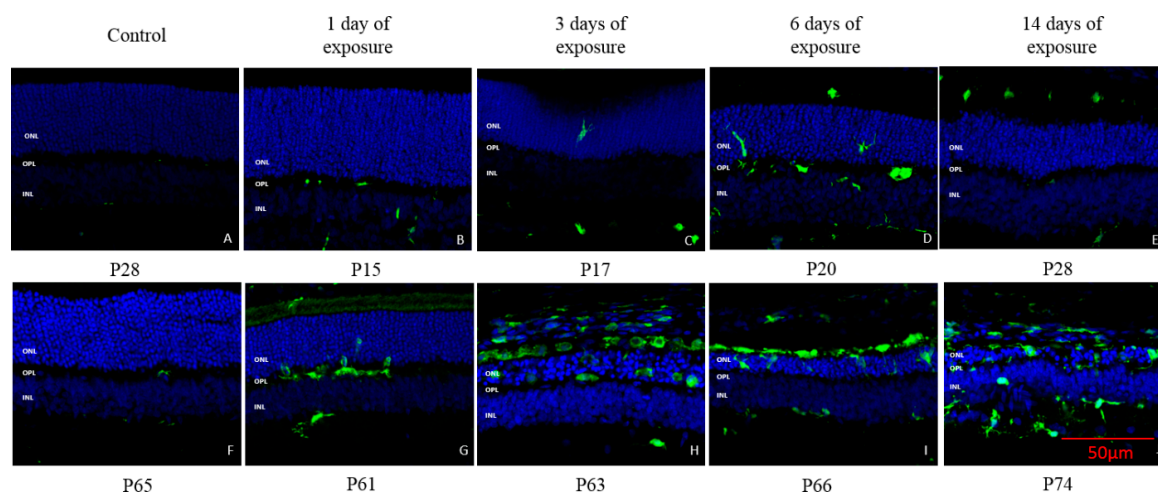 Control
1 day of
exposure
3 days of
exposure
6 days of
exposure
14 days of
exposure
ONL
OPL
INL
A
ONL
OPL
INL
B
ONL
OPL
INL
C
ONL
OPL
INL
D
ONL
OPL
INL
E
P28
P15
P17
P20
P28
ONL
OPL
INL
F
ONL
OPL
INL
G
ONL
OPL
INL
H
ONL
OPL
INL
I
ONL
OPL
INL
50µm
P65
P61
P63
P66
P74